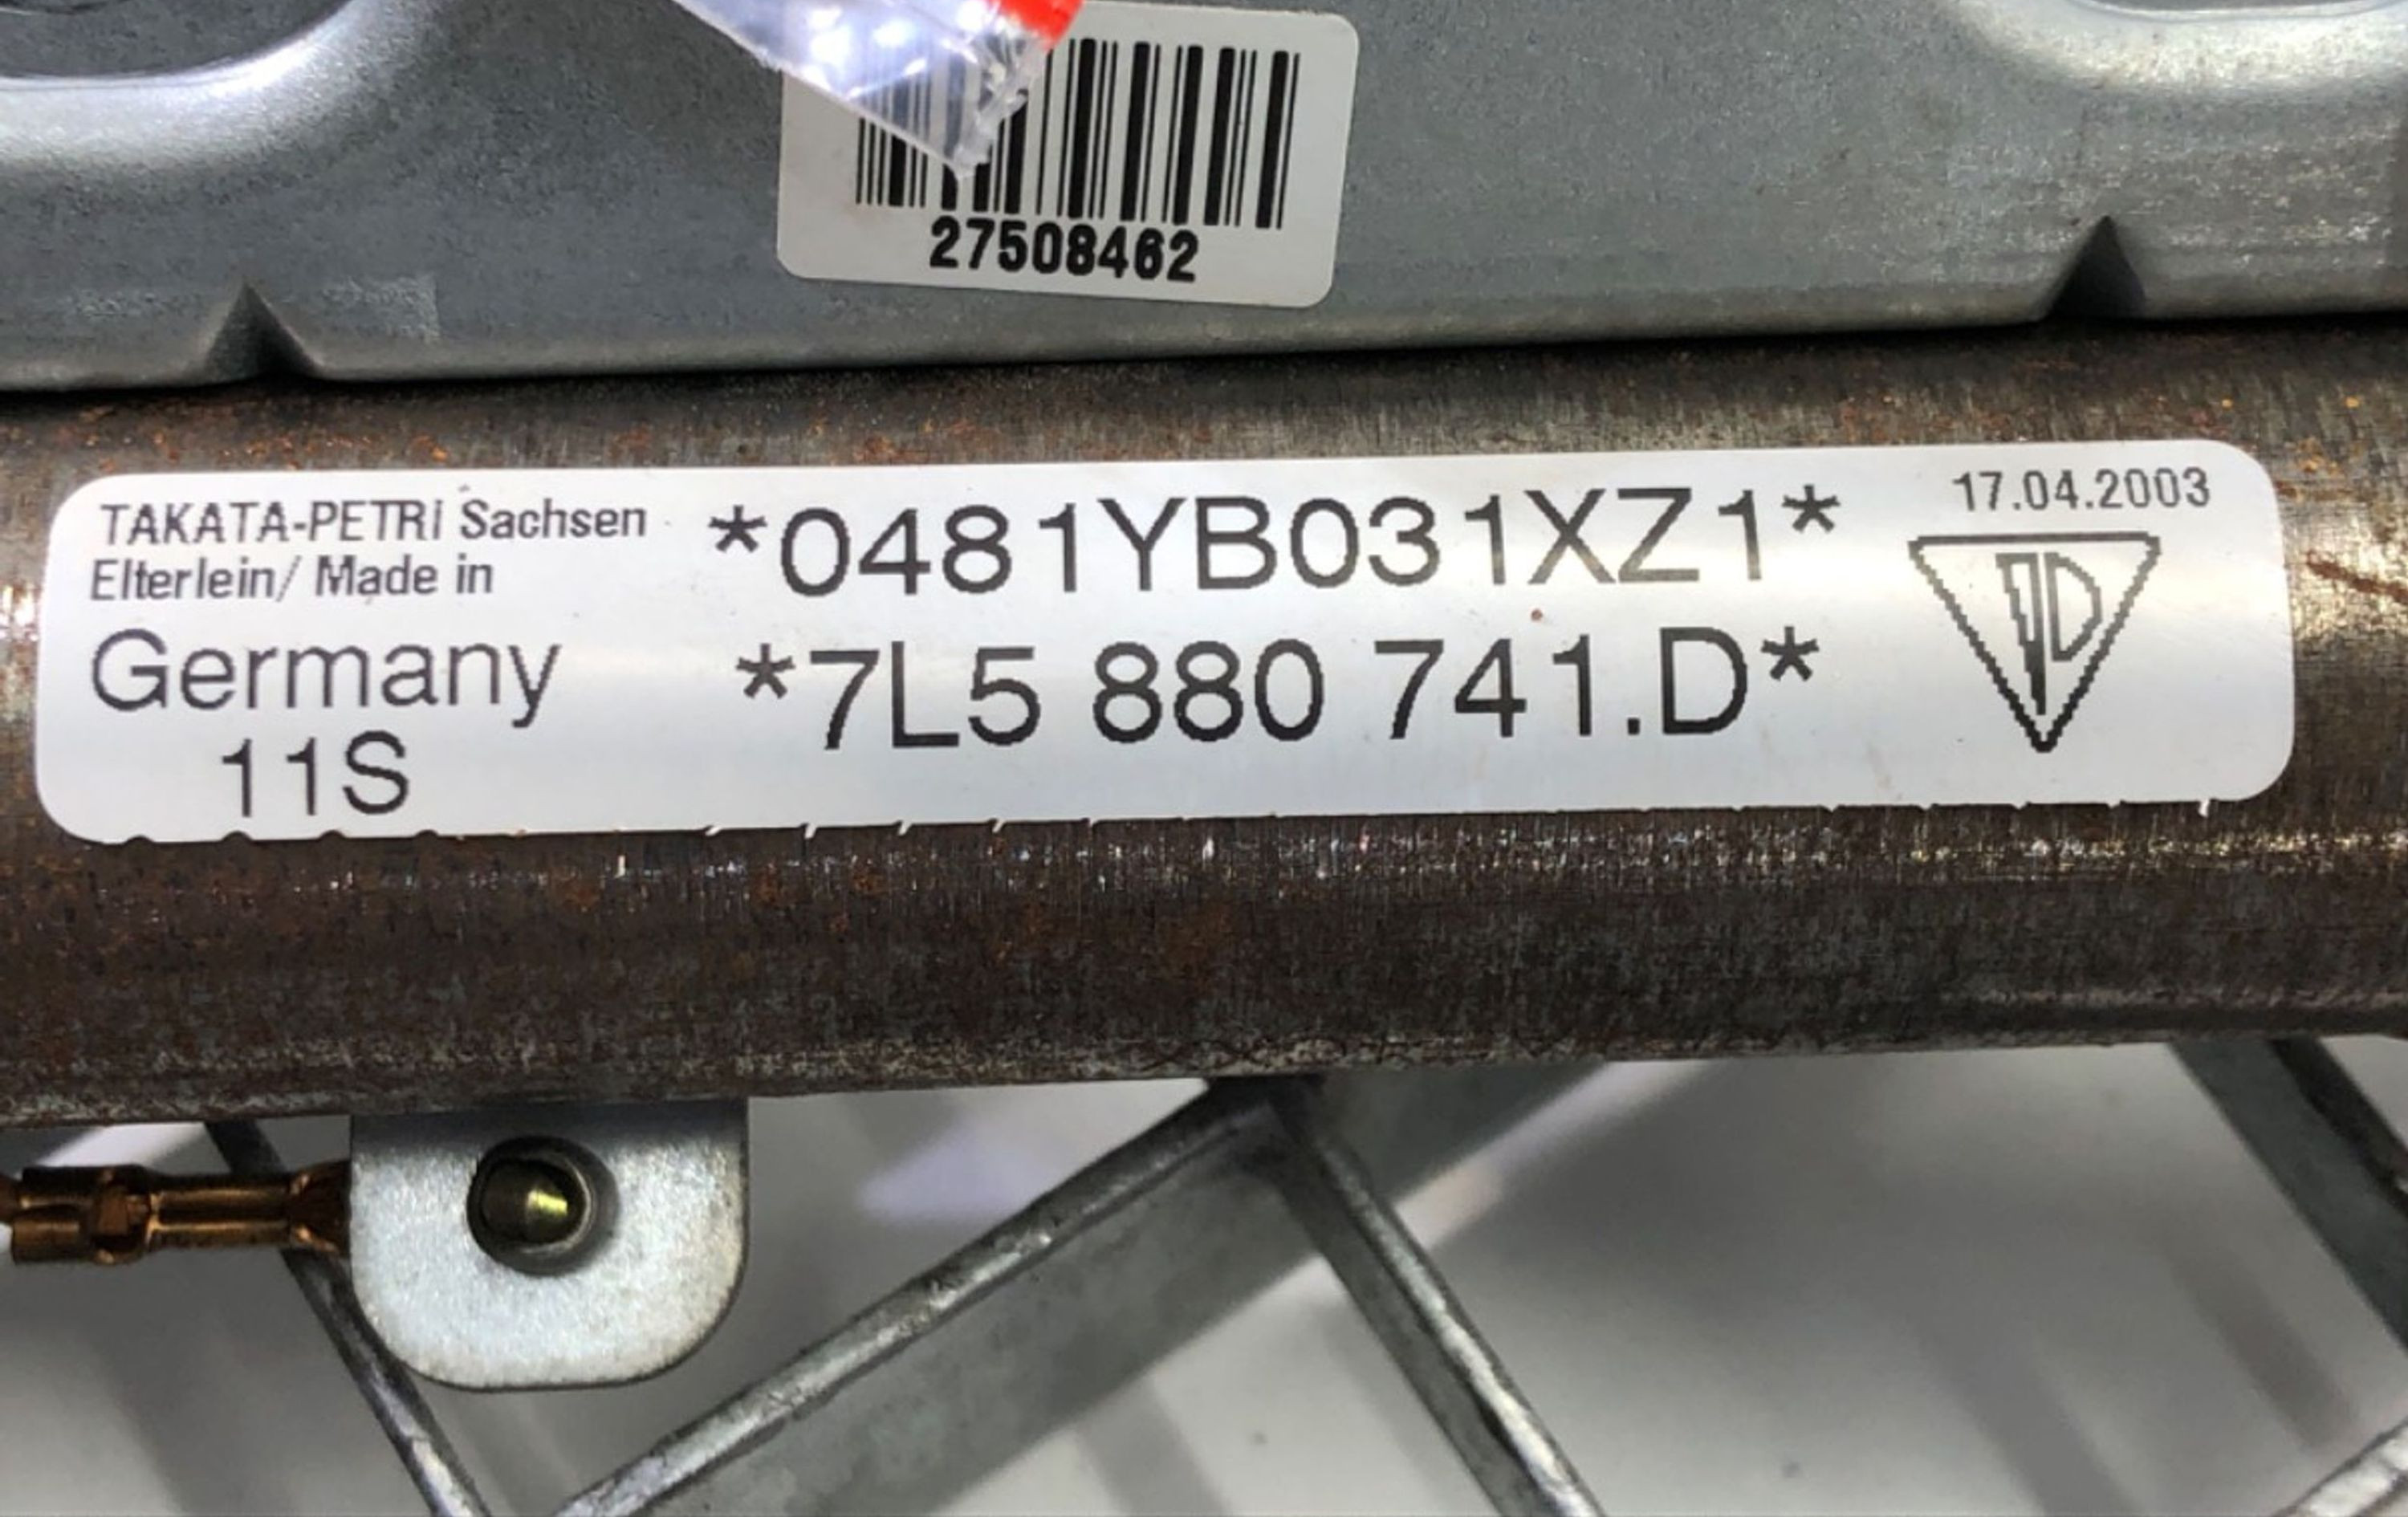 27508462
TAKATA-PETRI Sachsen
Elterlein/ Made in
Germany
11S
*0481YB031XZ1*
*7L5 880 741.D*
17.04.2003